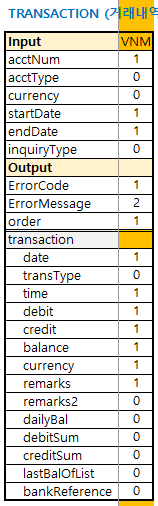 TRANSACTION (거래내역
Input VNM
acctNum 1
acctType 0
currency 0
startDate 1
endDate 1
inquiryType 0
Output
ErrorCode 1
ErrorMessage 2
order 1
transaction
date 1
transType 0
time 1
debit 1
credit 1
balance 1
currency 1
remarks 1
remarks2 0
dailyBal 0
debitSum 0
creditSum 0
lastBalOfList 0
bankReference 0